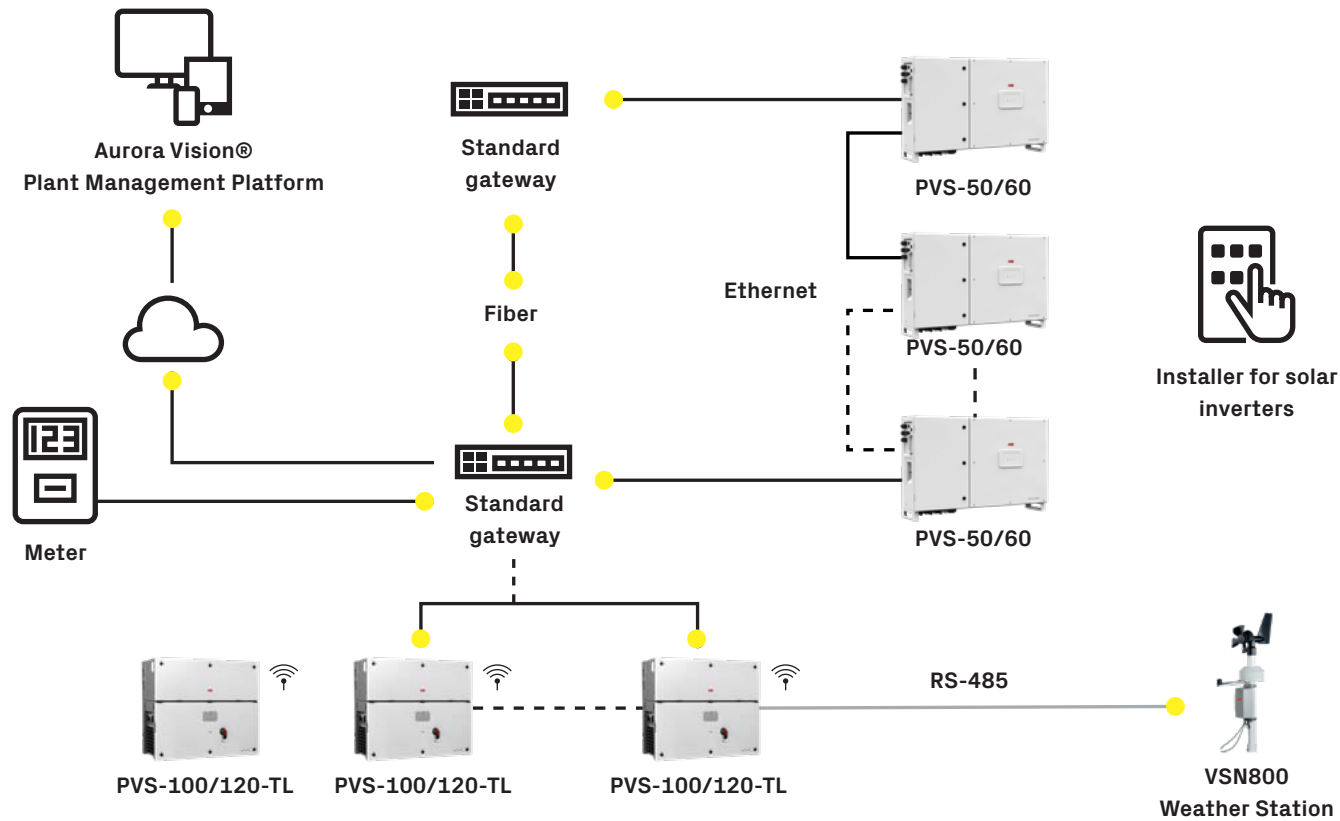 Aurora Vision®
Plant Management Platform
Standard
gateway
PVS-50/60
Ethernet
Fiber
PVS-50/60
Installer for solar
inverters
123
Meter
Standard
gateway
PVS-50/60
RS-485
PVS-100/120-TL
PVS-100/120-TL
PVS-100/120-TL
VSN800
Weather Station